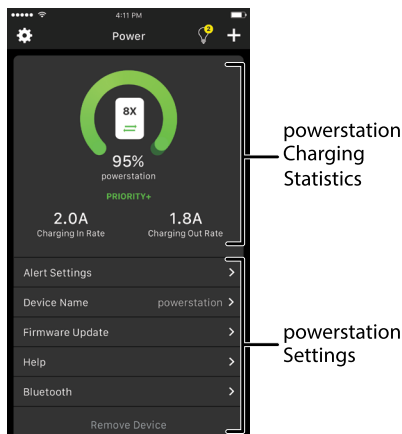 4:11 PM
Power
2
8X
95%
powerstation
PRIORITY+
2.0A 1.8A
Charging In Rate Charging Out Rate
Alert Settings
Device Name powerstation
Firmware Update
Help
Bluetooth
Remove Device
powerstation
Charging
Statistics
powerstation
Settings